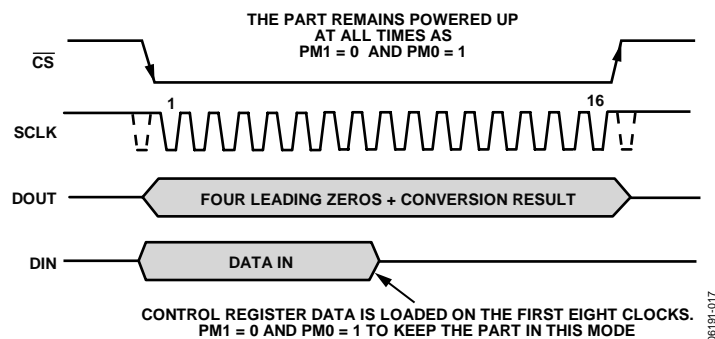 THE PART REMAINS POWERED UP
AT ALL TIMES AS
PM1 = 0 AND PM0 = 1
CS
1
16
SCLK
DOUT
FOUR LEADING ZEROS + CONVERSION RESULT
DIN
DATA IN
CONTROL REGISTER DATA IS LOADED ON THE FIRST EIGHT CLOCKS.
PM1 = 0 AND PM0 = 1 TO KEEP THE PART IN THIS MODE
06191-017